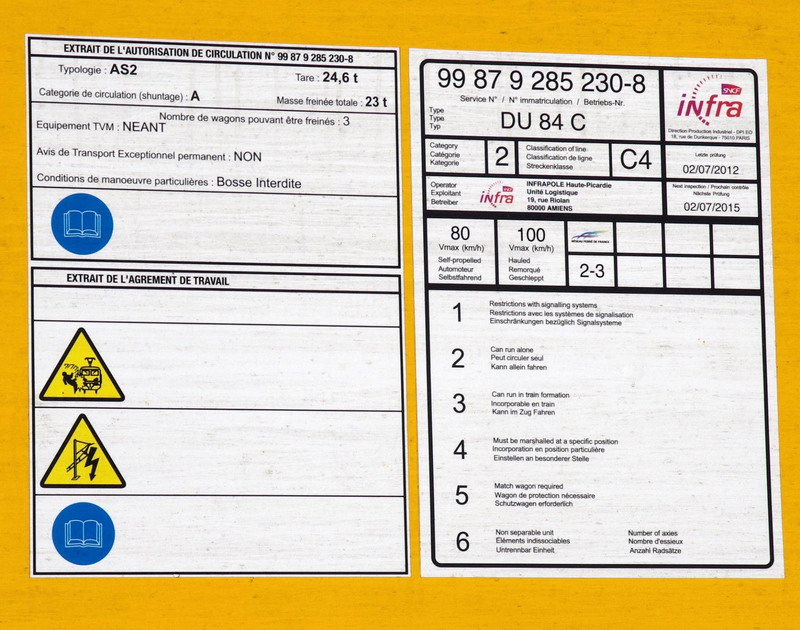 EXTRAIT DE L'AUTORISATION DE CIRCULATION N° 99 87 9 285 230-8
Typologie : AS2
Tare : 24,6 t
Categorie de circulation (shuntage) : A
Masse freinée totale : 23 t
Nombre de wagons pouvant être freinés : 3
Equipement TVM : NEANT
Avis de Transport Exceptionnel permanent : NON
Conditions de manoeuvre particulières : Bosse Interdite
EXTRAIT DE L'AGREMENT DE TRAVAIL
99 87 9 285 230-8
Service N° / N° immatriculation / Betriebs-Nr.
Type
Type
Typ
DU 84 C
SNCF
infra
Direction Production Industriel - DPI.EO
18, rue de Dunkerque - 75010 PARIS
Category
Catégorie
Kategorie
2
Classification of line
Classification de ligne
Streckenklasse
C4
Letzte prüfung
02/07/2012
Operator
Exploitant
Betreiber
SNCF
infra
INFRAPOLE Haute-Picardie
Unité Logistique
19, rue Riolan
80000 AMIENS
Next inspection / Prochain contrôle
Nächste Prüfung
02/07/2015
80
Vmax (km/h)
Self-propelled
Automoteur
Selbstfahrend
100
Vmax (km/h)
Hauled
Remorqué
Geschleppt
RESEAU FERRE DE FRANCE
2-3
1
Restrictions with signalling systems
Restrictions avec les systèmes de signalisation
Einschränkungen bezüglich Signalsysteme
2
Can run alone
Peut circuler seul
Kann allein fahren
3
Can run in train formation
Incorporable en train
Kann im Zug Fahren
4
Must be marshalled at a specific position
Incorporation en position particulière
Einstellen an besonderer Stelle
5
Match wagon required
Wagon de protection nécessaire
Schutzwagen erforderlich
6
Non separable unit
Eléments indissociables
Untrennbar Einheit
Number of axles
Nombre d'essieux
Anzahl Radsätze